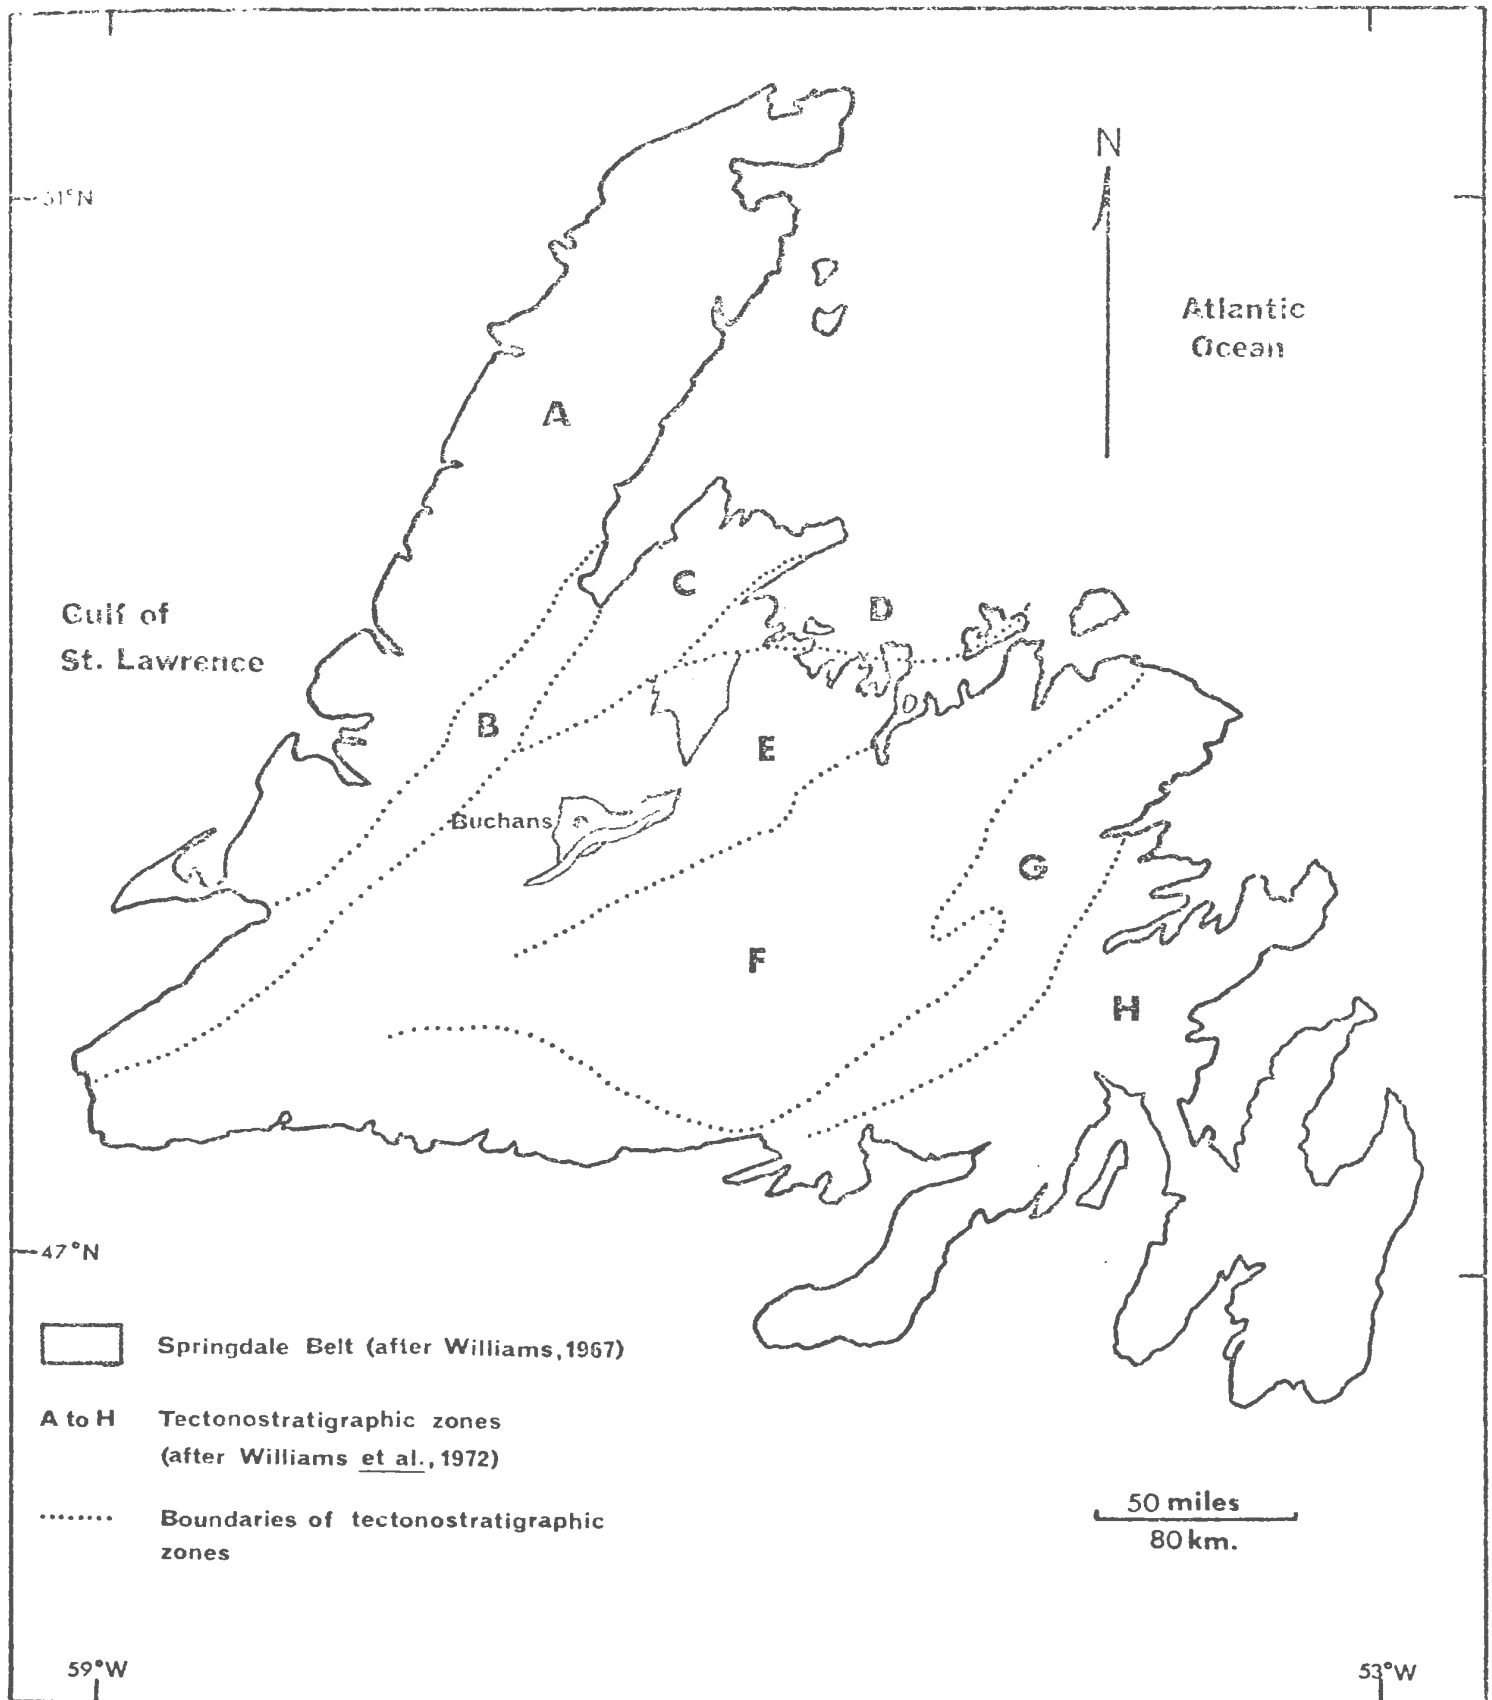 N
51°N
Atlantic
Ocean
A
C
D
Gulf of
St. Lawrence
B
E
Buchans
G
F
H
47°N
Springdale Belt (after Williams, 1967)
A to H Tectonostratigraphic zones
(after Williams et al., 1972)
Boundaries of tectonostratigraphic
zones
50 miles
80 km.
59°W
53°W